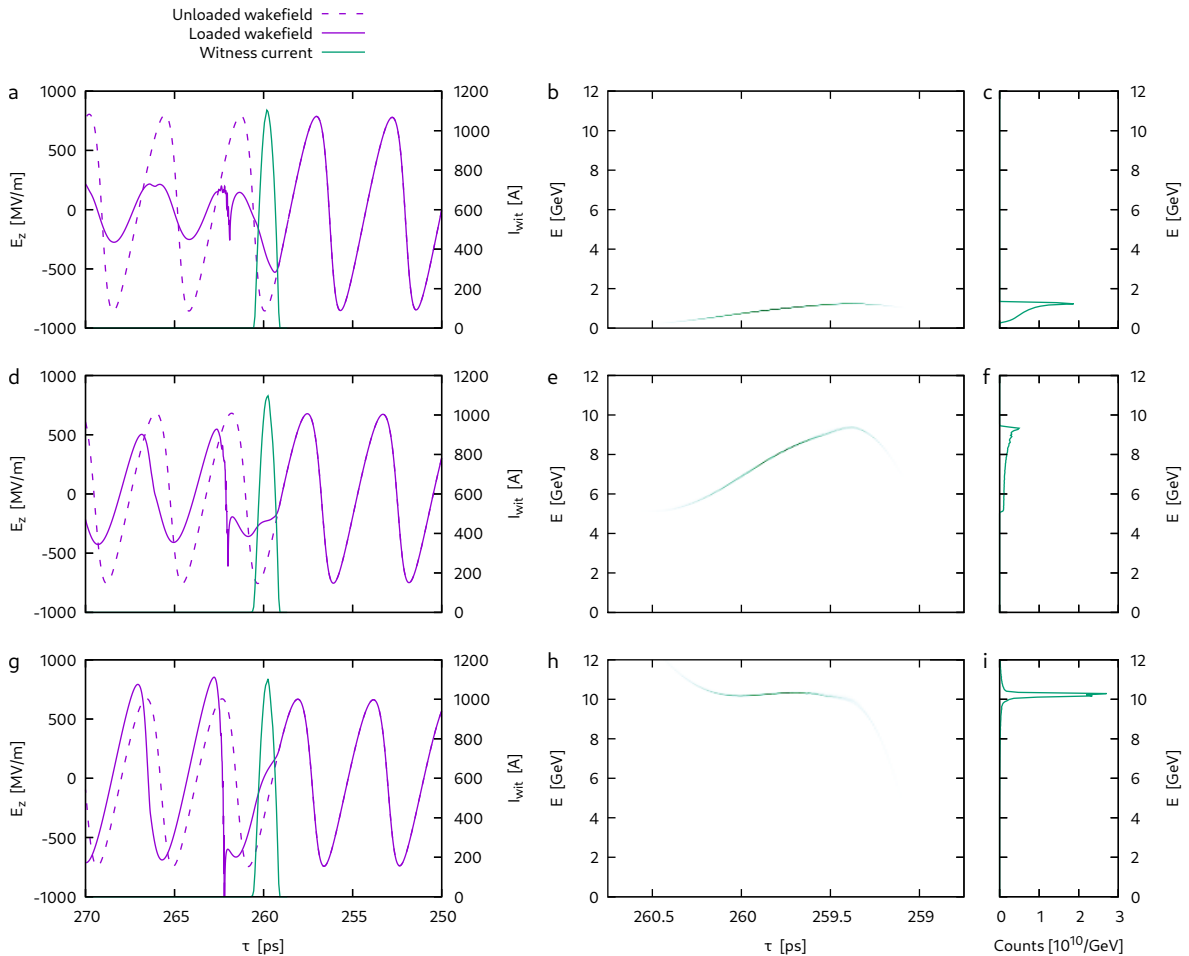 Unloaded wakefield
Loaded wakefield
Witness current
a
1000
500
0
-500
-1000
E_z [MV/m]
1200
1000
800
600
400
200
0
I_wit [A]
b
12
10
8
6
4
2
0
E [GeV]
c
12
10
8
6
4
2
0
E [GeV]
d
1000
500
0
-500
-1000
E_z [MV/m]
1200
1000
800
600
400
200
0
I_wit [A]
e
12
10
8
6
4
2
0
E [GeV]
f
12
10
8
6
4
2
0
E [GeV]
g
1000
500
0
-500
-1000
E_z [MV/m]
1200
1000
800
600
400
200
0
I_wit [A]
270 265 260 255 250
τ [ps]
h
12
10
8
6
4
2
0
E [GeV]
260.5 260 259.5 259
τ [ps]
i
12
10
8
6
4
2
0
E [GeV]
0 1 2 3
Counts [10¹⁰/GeV]